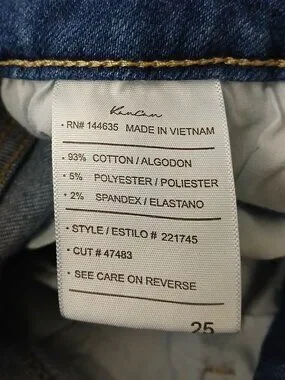 KanCan
• RN# 144635 MADE IN VIETNAM
• 93% COTTON / ALGODON
• 5% POLYESTER / POLIESTER
• 2% SPANDEX / ELASTANO
• STYLE / ESTILO # 221745
• CUT # 47483
• SEE CARE ON REVERSE
25